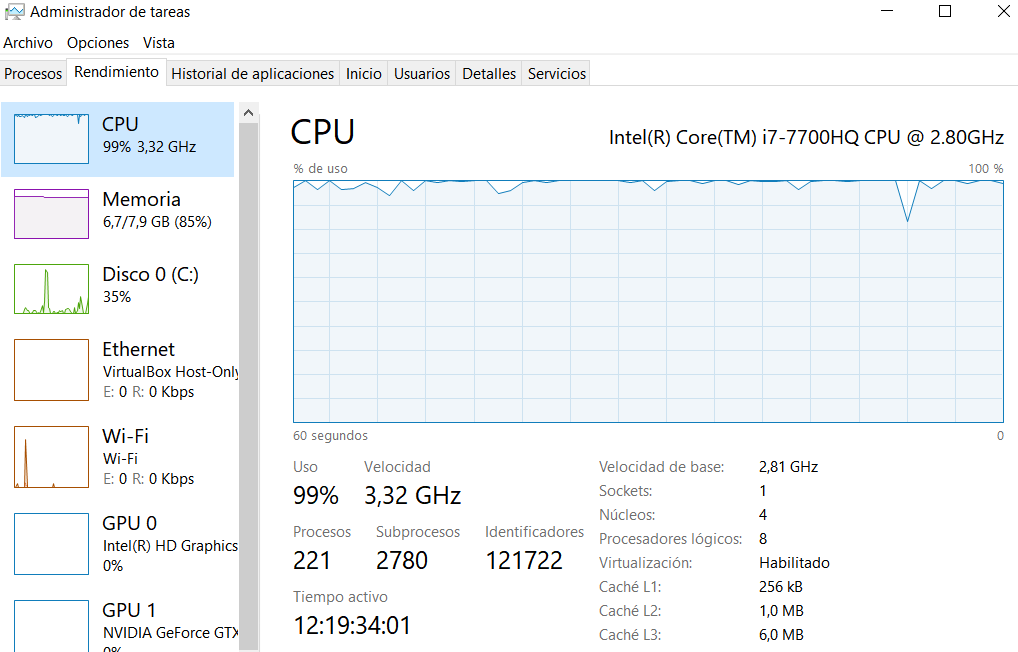 Administrador de tareas
Archivo Opciones Vista
Procesos Rendimiento Historial de aplicaciones Inicio Usuarios Detalles Servicios
CPU
99% 3,32 GHz
Memoria
6,7/7,9 GB (85%)
Disco 0 (C:)
35%
Ethernet
VirtualBox Host-Only
E: 0 R: 0 Kbps
Wi-Fi
Wi-Fi
E: 0 R: 0 Kbps
GPU 0
Intel(R) HD Graphics
0%
GPU 1
NVIDIA GeForce GTX
0%
CPU
Intel(R) Core(TM) i7-7700HQ CPU @ 2.80GHz
% de uso
100 %
60 segundos
0
Uso Velocidad
99% 3,32 GHz
Procesos Subprocesos Identificadores
221 2780 121722
Tiempo activo
12:19:34:01
Velocidad de base: 2,81 GHz
Sockets: 1
Núcleos: 4
Procesadores lógicos: 8
Virtualización: Habilitado
Caché L1: 256 kB
Caché L2: 1,0 MB
Caché L3: 6,0 MB